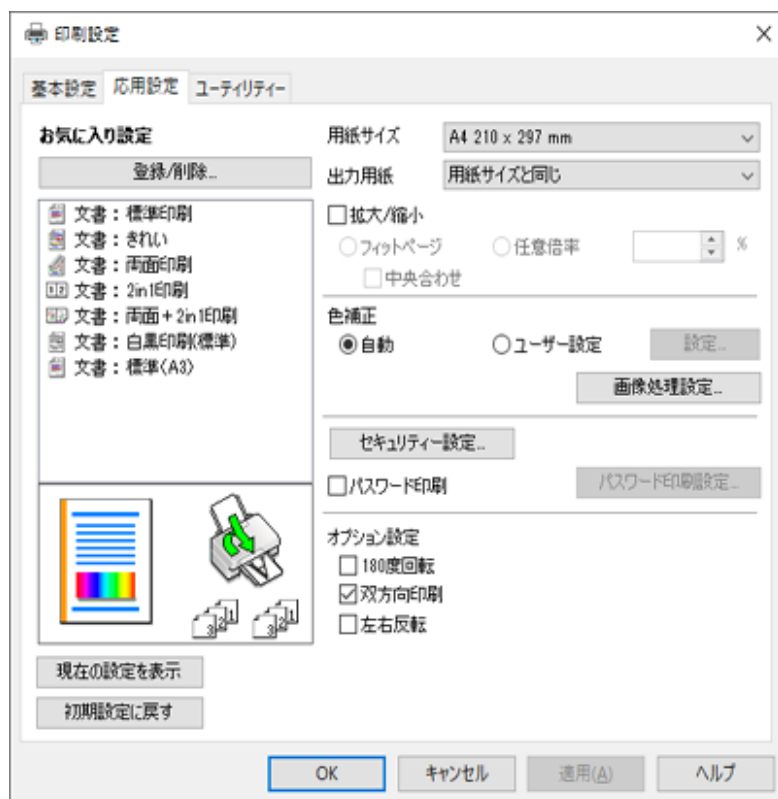 印刷設定
基本設定 応用設定 ユーティリティー
お気に入り設定
登録/削除...
文書：標準印刷
文書：きれい
文書：両面印刷
1 2 文書：2in1印刷
文書：両面＋2in1印刷
文書：白黒印刷(標準)
文書：標準(A3)
3 2 1 3 2 1
現在の設定を表示
初期設定に戻す
用紙サイズ A4 210 x 297 mm
出力用紙 用紙サイズと同じ
拡大/縮小
フィットページ 任意倍率 %
中央合わせ
色補正
自動 ユーザー設定 設定...
画像処理設定...
セキュリティー設定...
パスワード印刷 パスワード印刷設定...
オプション設定
180度回転
双方向印刷
左右反転
OK キャンセル 適用(A) ヘルプ